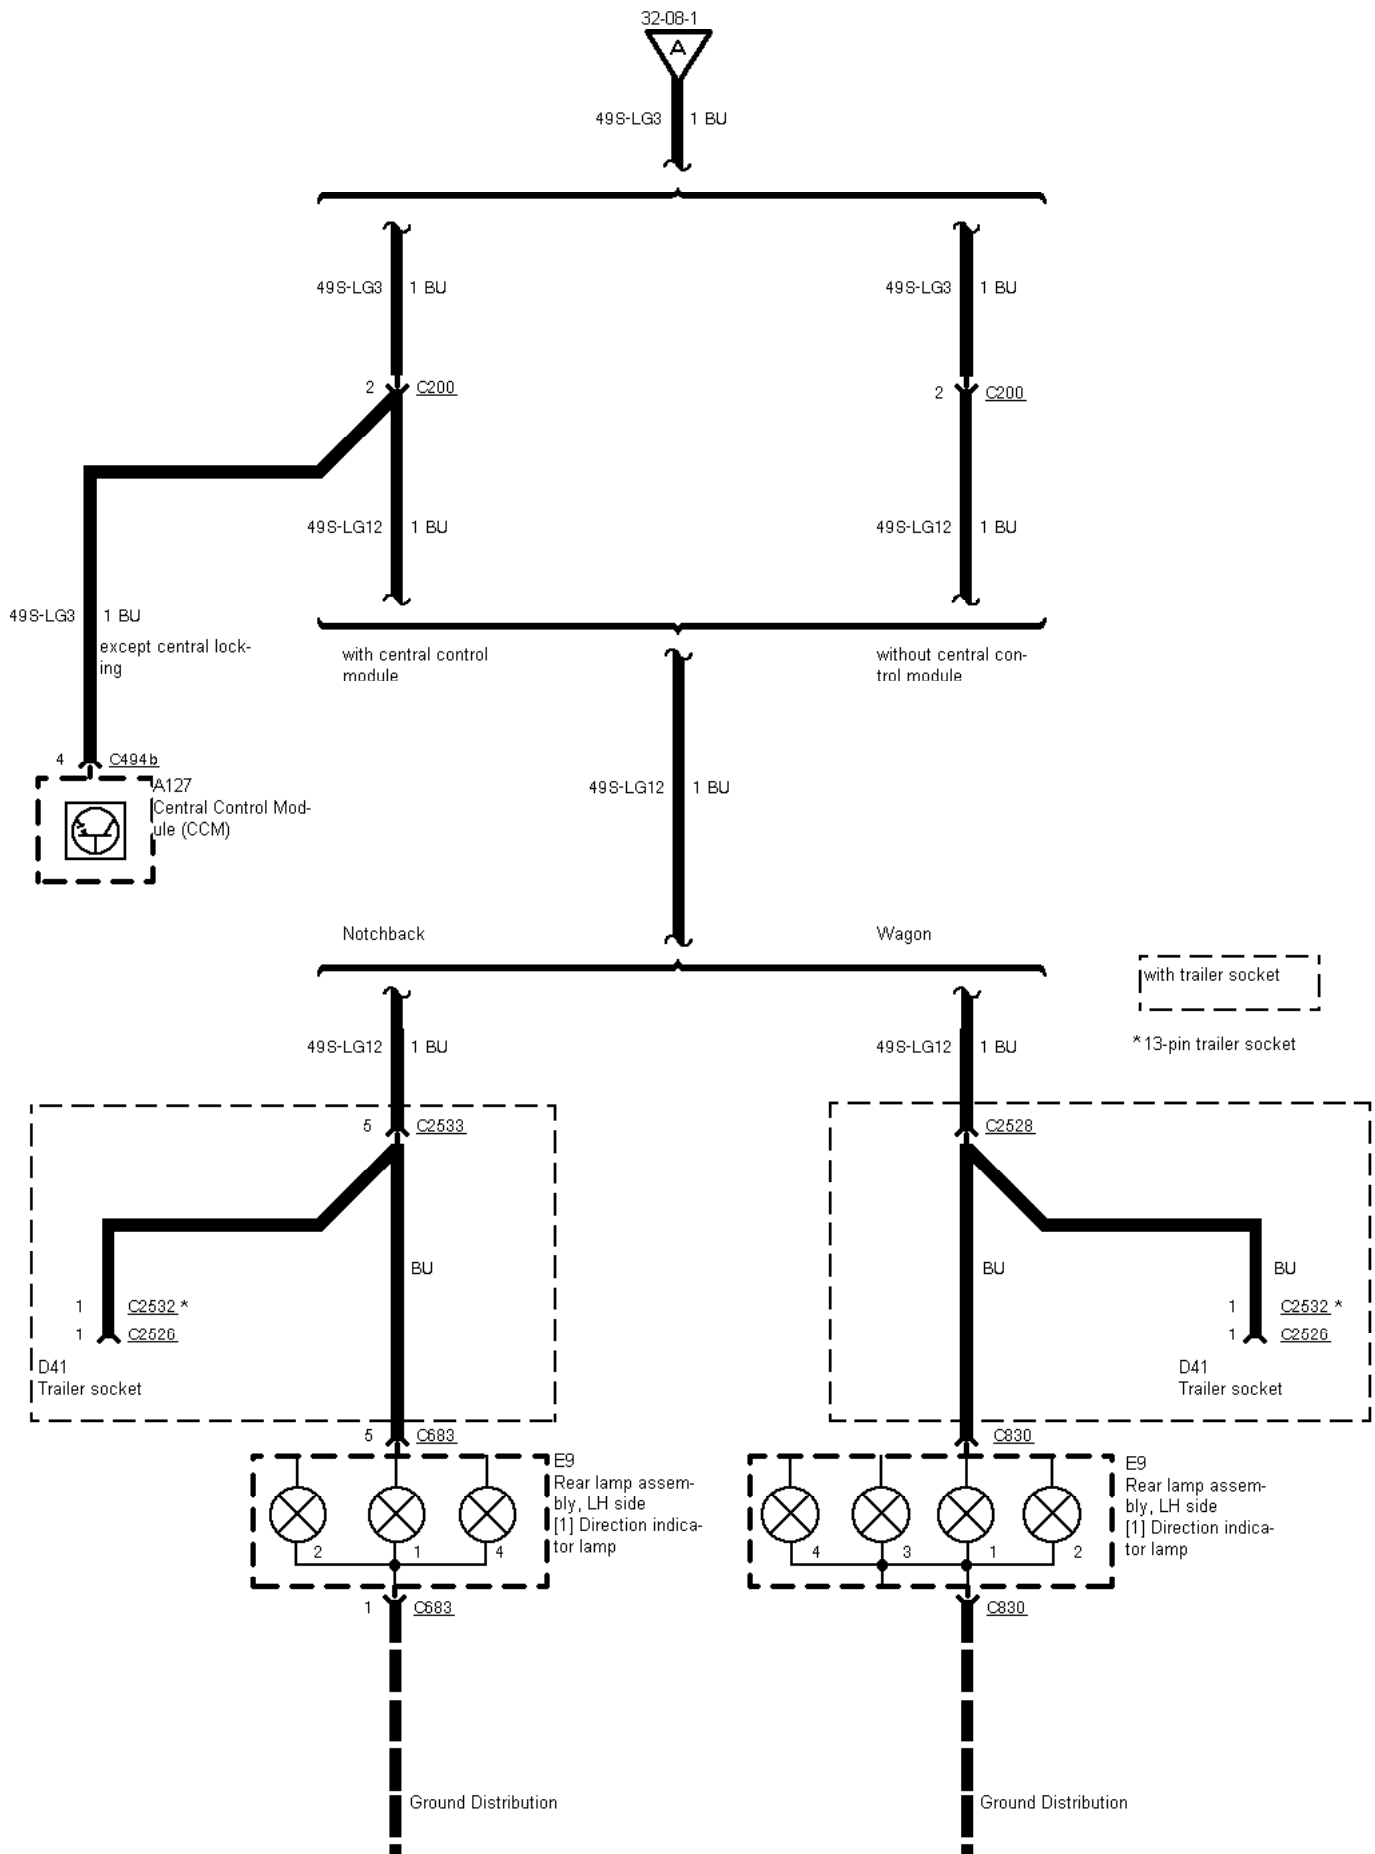 32-08-1
A
49S-LG3 1 BU
49S-LG3 1 BU
49S-LG3 1 BU
2 C200
2 C200
49S-LG12 1 BU
49S-LG12 1 BU
49S-LG3 1 BU
except central lock-
ing
with central control
module
without central con-
trol module
4 C494b
A127
Central Control Mod-
ule (CCM)
49S-LG12 1 BU
Notchback
Wagon
with trailer socket
* 13-pin trailer socket
49S-LG12 1 BU
49S-LG12 1 BU
5 C2533
C2528
BU
BU
BU
1 C2532 *
1 C2526
1 C2532 *
1 C2526
D41
Trailer socket
D41
Trailer socket
5 C683
C830
E9
Rear lamp assem-
bly, LH side
[1] Direction indica-
tor lamp
E9
Rear lamp assem-
bly, LH side
[1] Direction indica-
tor lamp
2 1 4
4 3 1 2
1 C683
C830
Ground Distribution
Ground Distribution